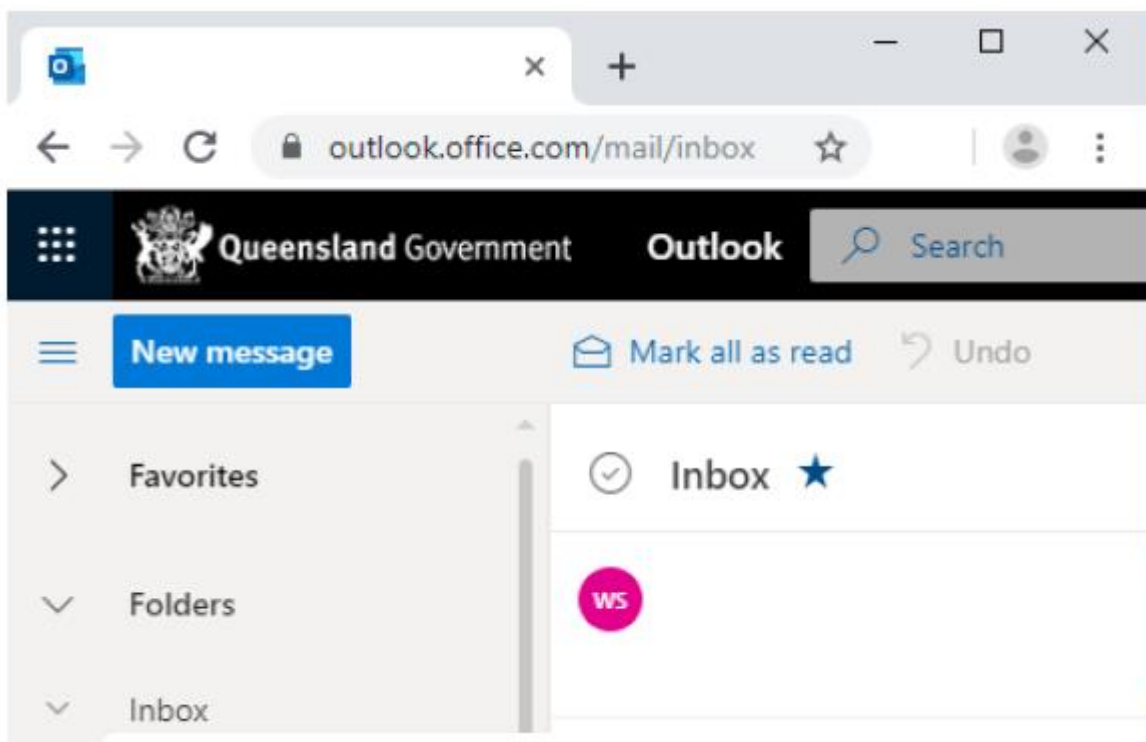 outlook.office.com/mail/inbox
Queensland Government Outlook Search
New message Mark all as read Undo
Favorites Inbox
Folders WS
Inbox